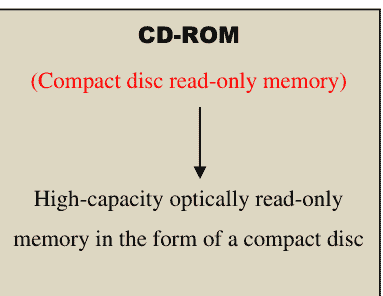 CD-ROM
(Compact disc read-only memory)
High-capacity optically read-only
memory in the form of a compact disc